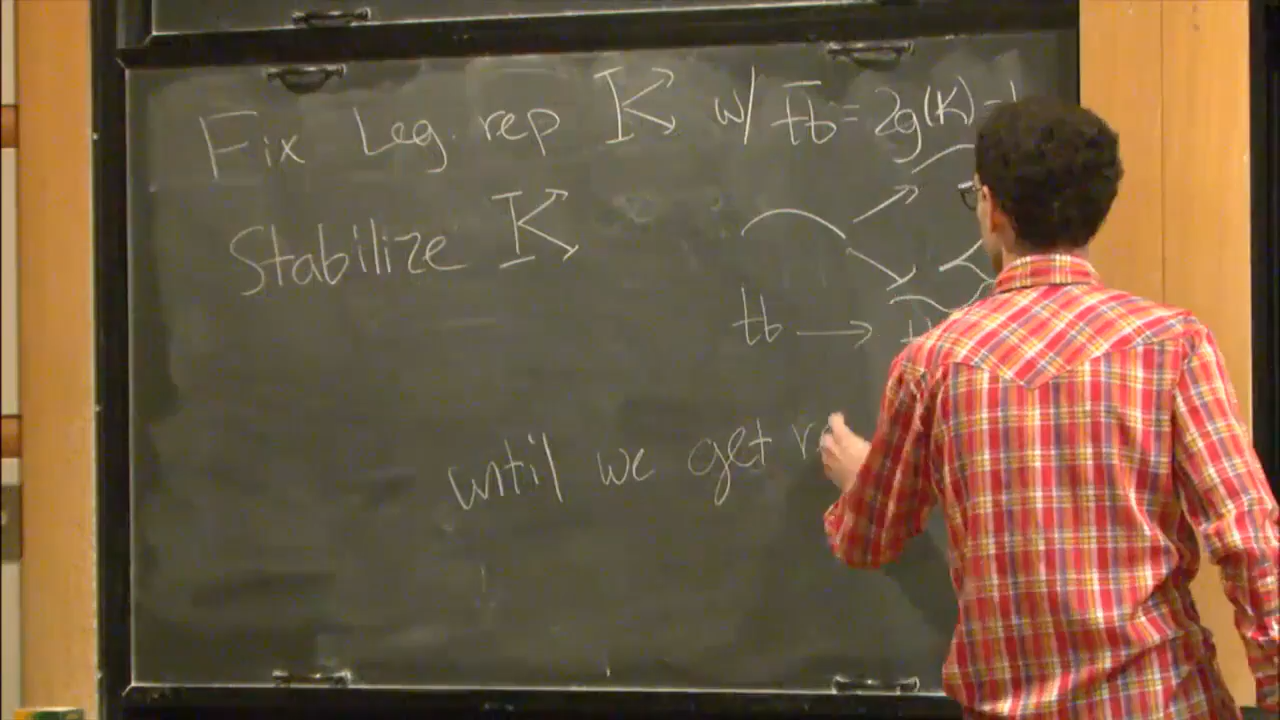 Fix Leg. rep K w/ tb = 2g(K) - 1
Stabilize K
tb →
until we get